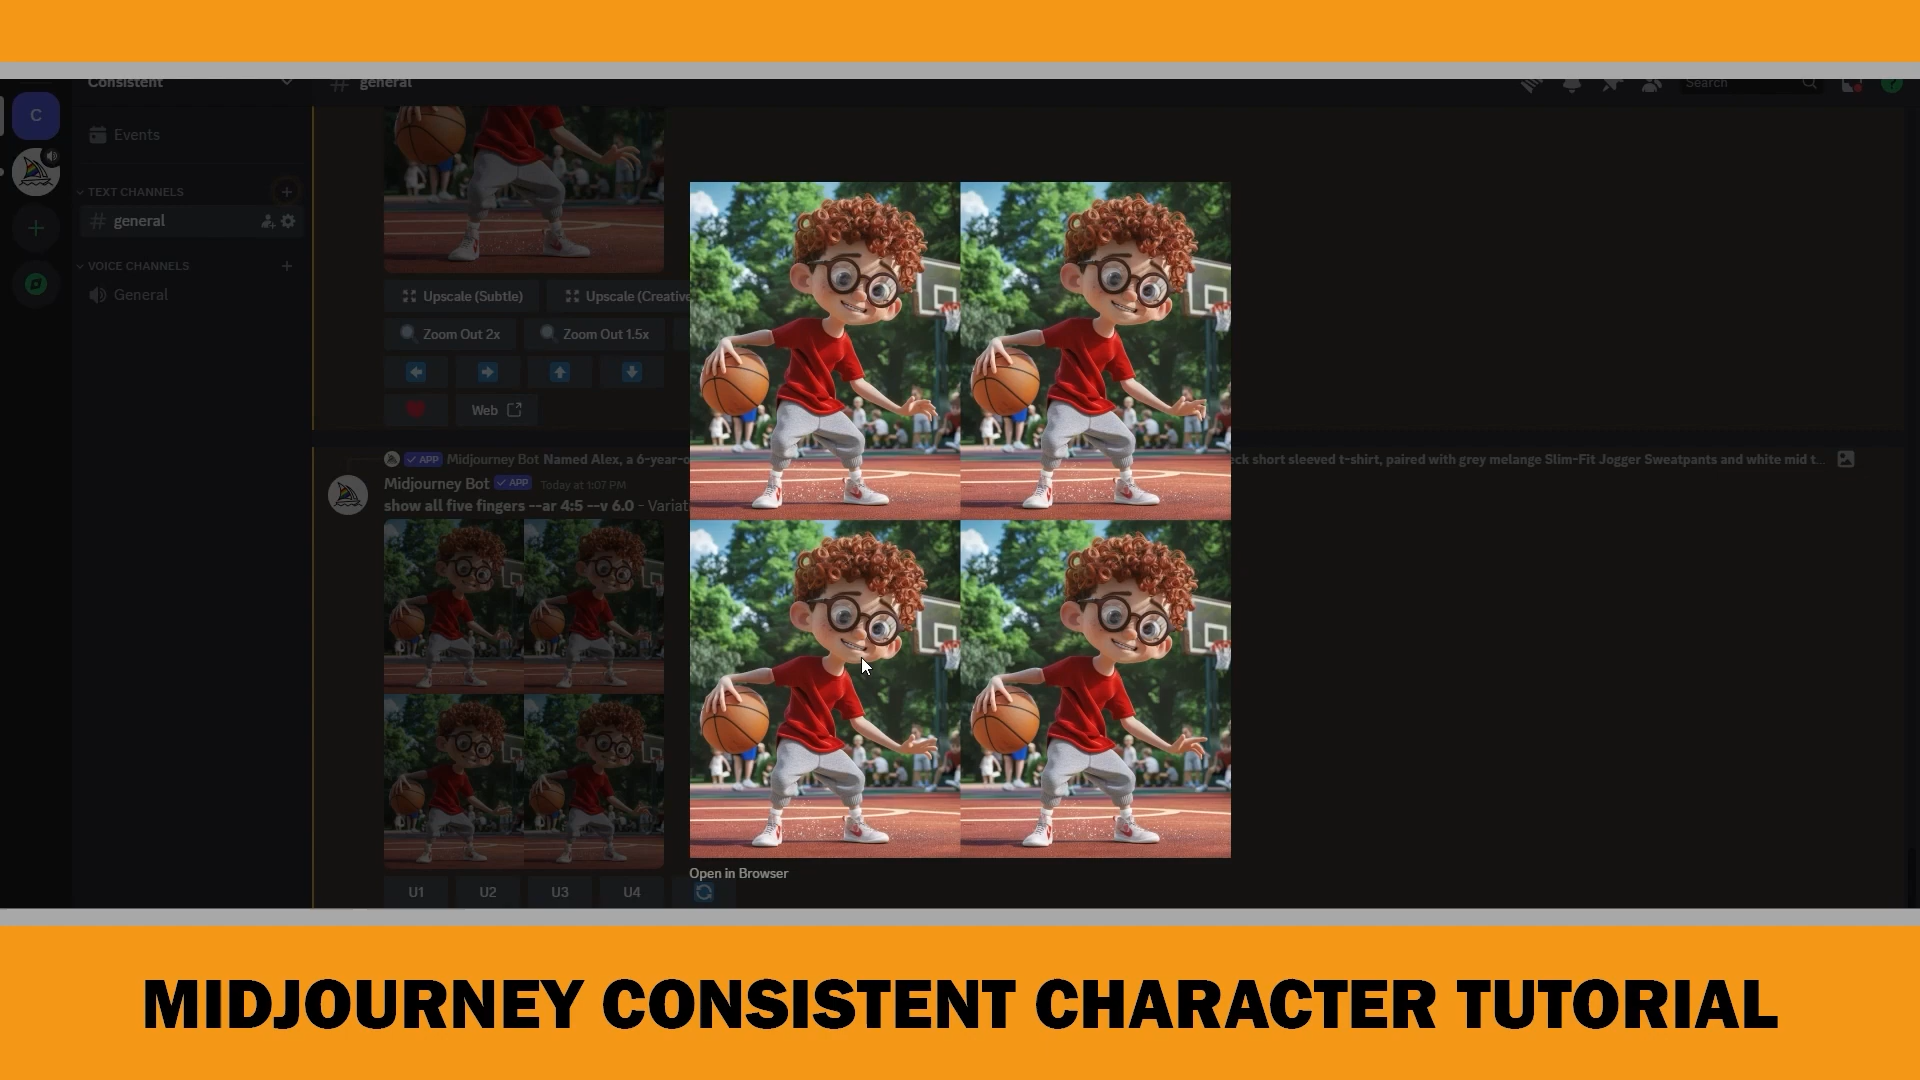 Consistent
# general
Search
C
Events
TEXT CHANNELS
# general
VOICE CHANNELS
General
Upscale (Subtle)
Upscale (Creative
Zoom Out 2x
Zoom Out 1.5x
Web
APP Midjourney Bot Named Alex, a 6-year-o
eck short sleeved t-shirt, paired with grey melange Slim-Fit Jogger Sweatpants and white mid t...
Midjourney Bot APP Today at 1:07 PM
show all five fingers --ar 4:5 --v 6.0 - Variat
Open in Browser
U1
U2
U3
U4
MIDJOURNEY CONSISTENT CHARACTER TUTORIAL